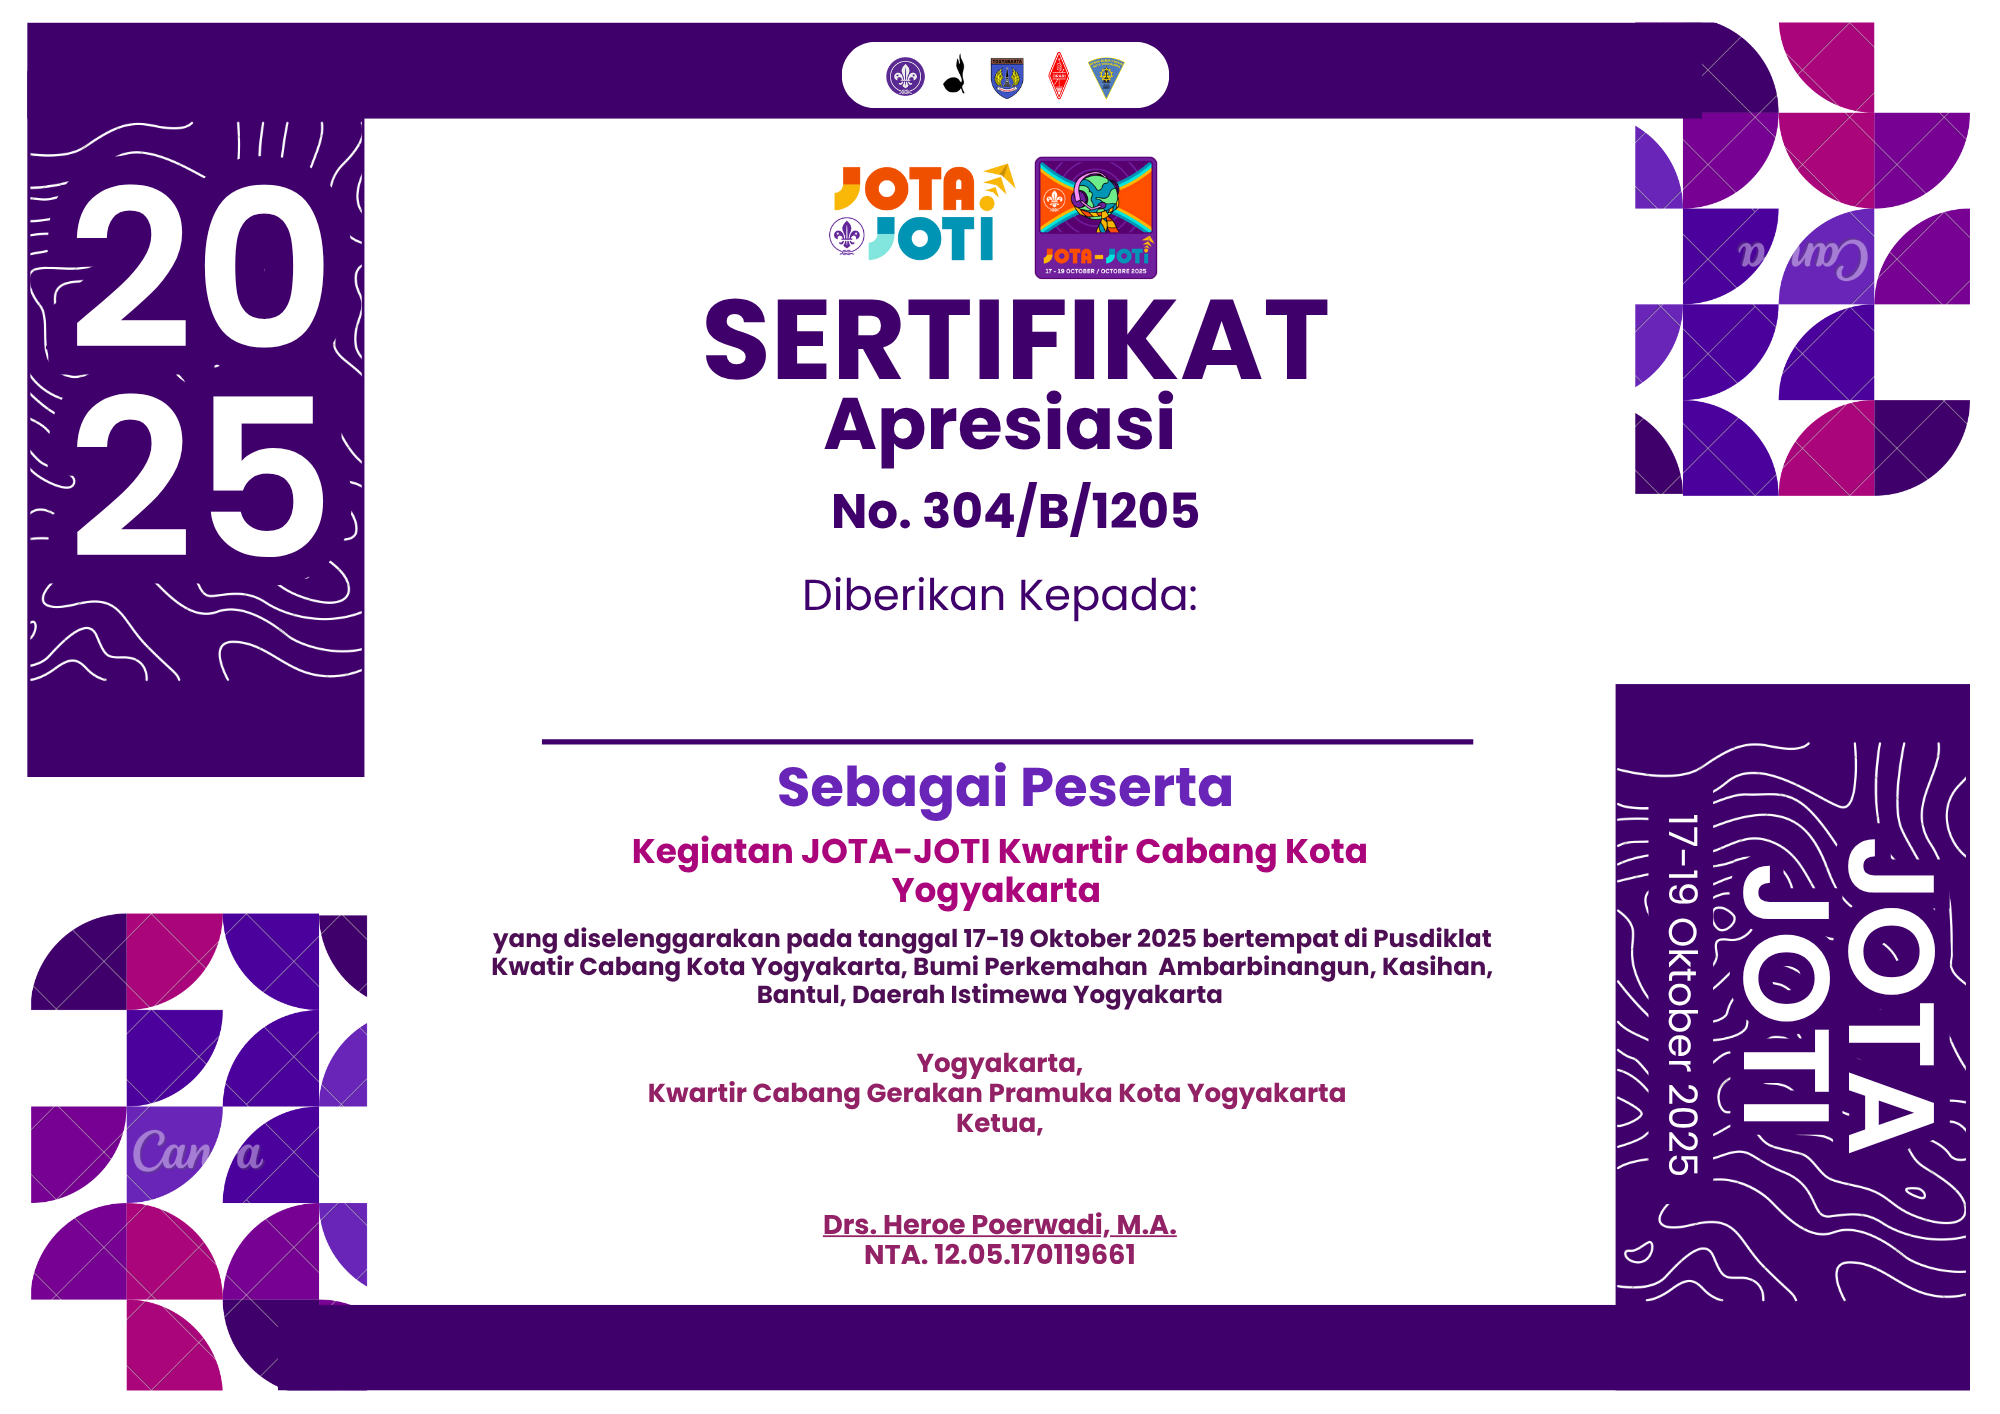 YOGYAKARTA
JOTA
JOTI
JOTA-JOTI
17 - 19 OCTOBER / OCTOBRE 2025
20
25
SERTIFIKAT
Apresiasi
No. 304/B/1205
Diberikan Kepada:
Canva
Sebagai Peserta
Kegiatan JOTA-JOTI Kwartir Cabang Kota
Yogyakarta
yang diselenggarakan pada tanggal 17-19 Oktober 2025 bertempat di Pusdiklat
Kwatir Cabang Kota Yogyakarta, Bumi Perkemahan  Ambarbinangun, Kasihan,
Bantul, Daerah Istimewa Yogyakarta
Yogyakarta,
Kwartir Cabang Gerakan Pramuka Kota Yogyakarta
Ketua,
Drs. Heroe Poerwadi, M.A.
NTA. 12.05.170119661
JOTA
JOTI
17-19 Oktober 2025
Canva